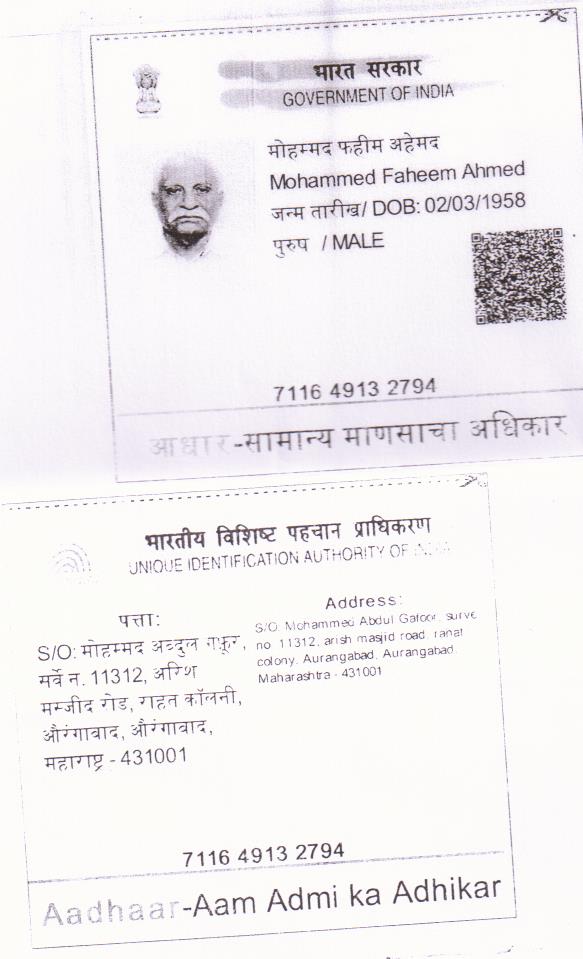 भारत सरकार
GOVERNMENT OF INDIA
मोहम्मद फहीम अहेमद
Mohammed Faheem Ahmed
जन्म तारीख/ DOB: 02/03/1958
पुरुष / MALE
7116 4913 2794
आधार-सामान्य माणसाचा अधिकार
भारतीय विशिष्ट पहचान प्राधिकरण
UNIQUE IDENTIFICATION AUTHORITY OF INDIA
पत्ता:
S/O: मोहम्मद अब्दुल गफ़ूर,
सर्वे न. 11312, अरिश
मस्जीद रोड, राहत कॉलनी,
औरंगाबाद, औरंगाबाद,
महाराष्ट्र - 431001
Address:
S/O: Mohammed Abdul Gafoor, surve
no 11312, arish masjid road, rahat
colony, Aurangabad, Aurangabad,
Maharashtra - 431001
7116 4913 2794
Aadhaar-Aam Admi ka Adhikar